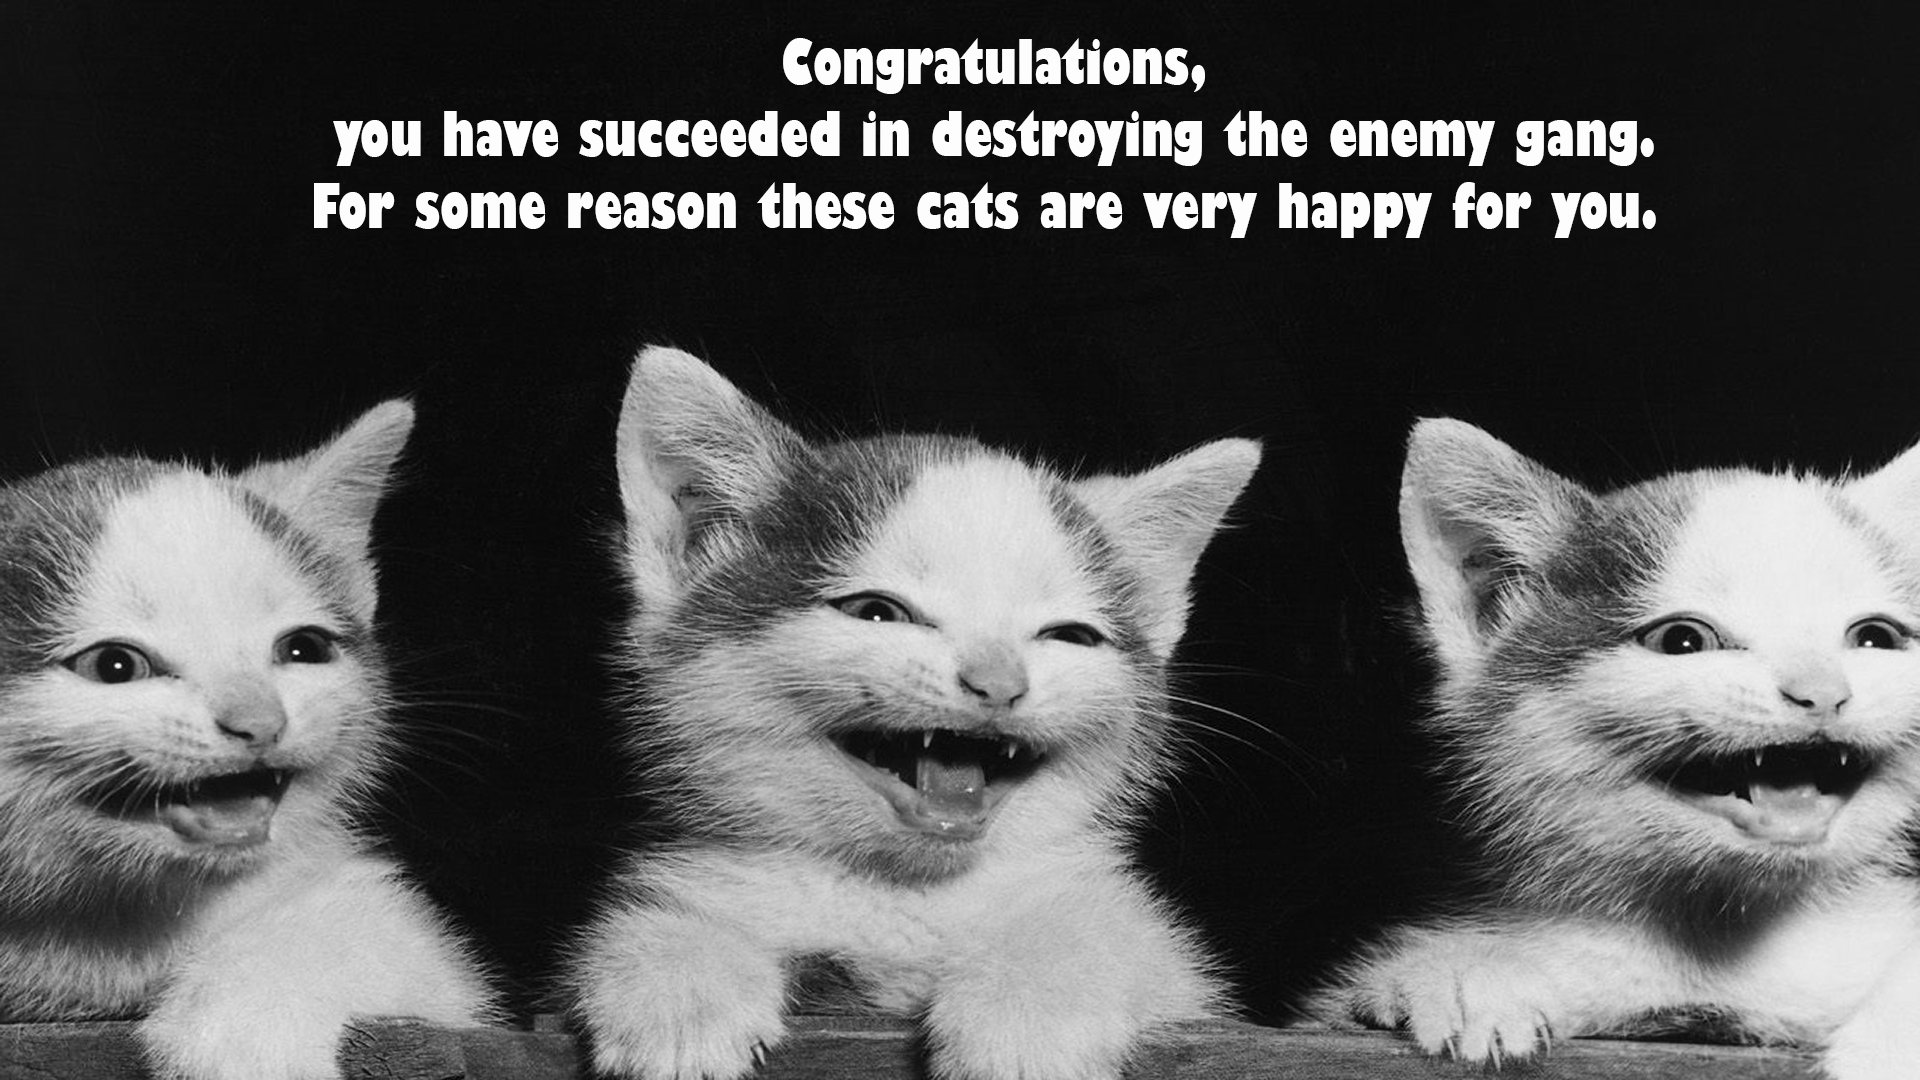 Congratulations,
you have succeeded in destroying the enemy gang.
For some reason these cats are very happy for you.